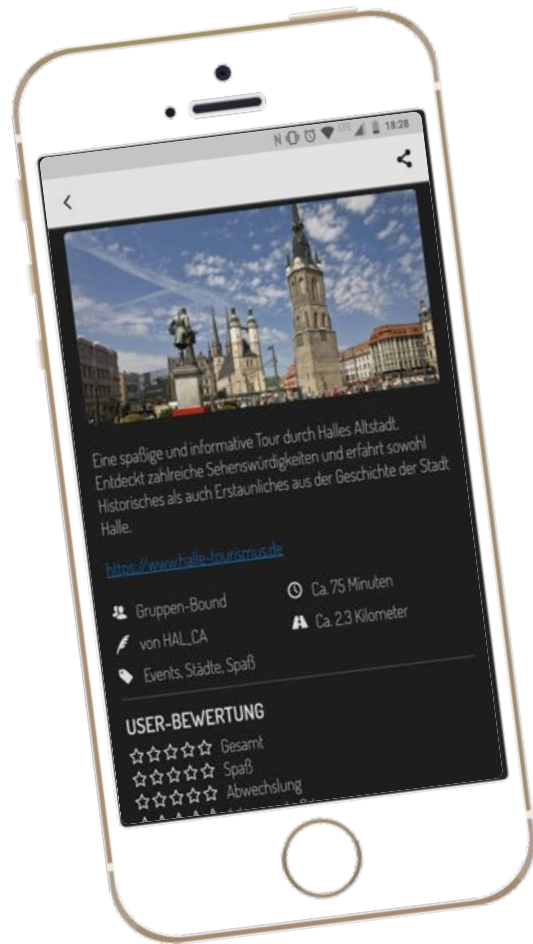 LTE 18:28
Eine spaßige und informative Tour durch Halles Altstadt.
Entdeckt zahlreiche Sehenswürdigkeiten und erfahrt sowohl
Historisches als auch Erstaunliches aus der Geschichte der Stadt
Halle.
https://www.halle-tourismus.de
Gruppen-Bound
Ca. 75 Minuten
von HAL_CA
Ca. 2.3 Kilometer
Events, Städte, Spaß
USER-BEWERTUNG
Gesamt
Spaß
Abwechslung